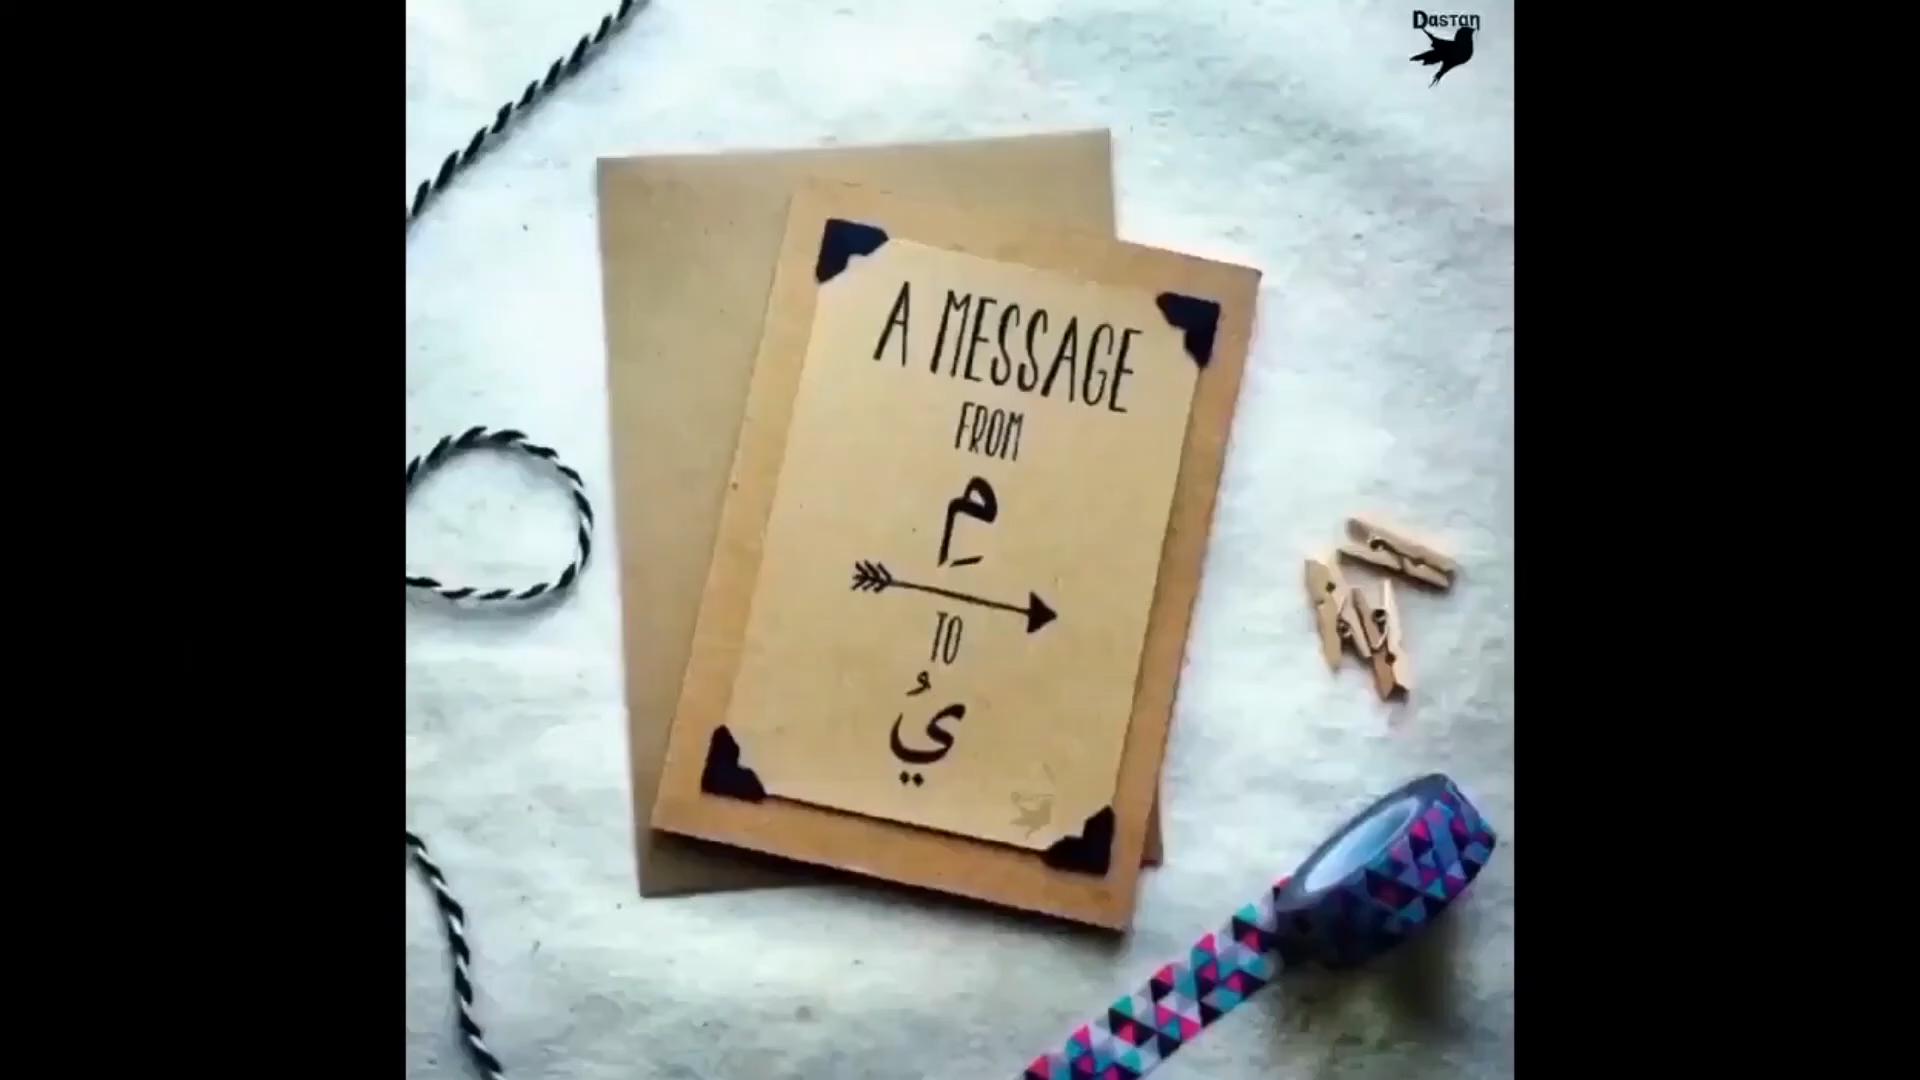 Dastan
A MESSAGE
FROM
مِ
TO
يُ